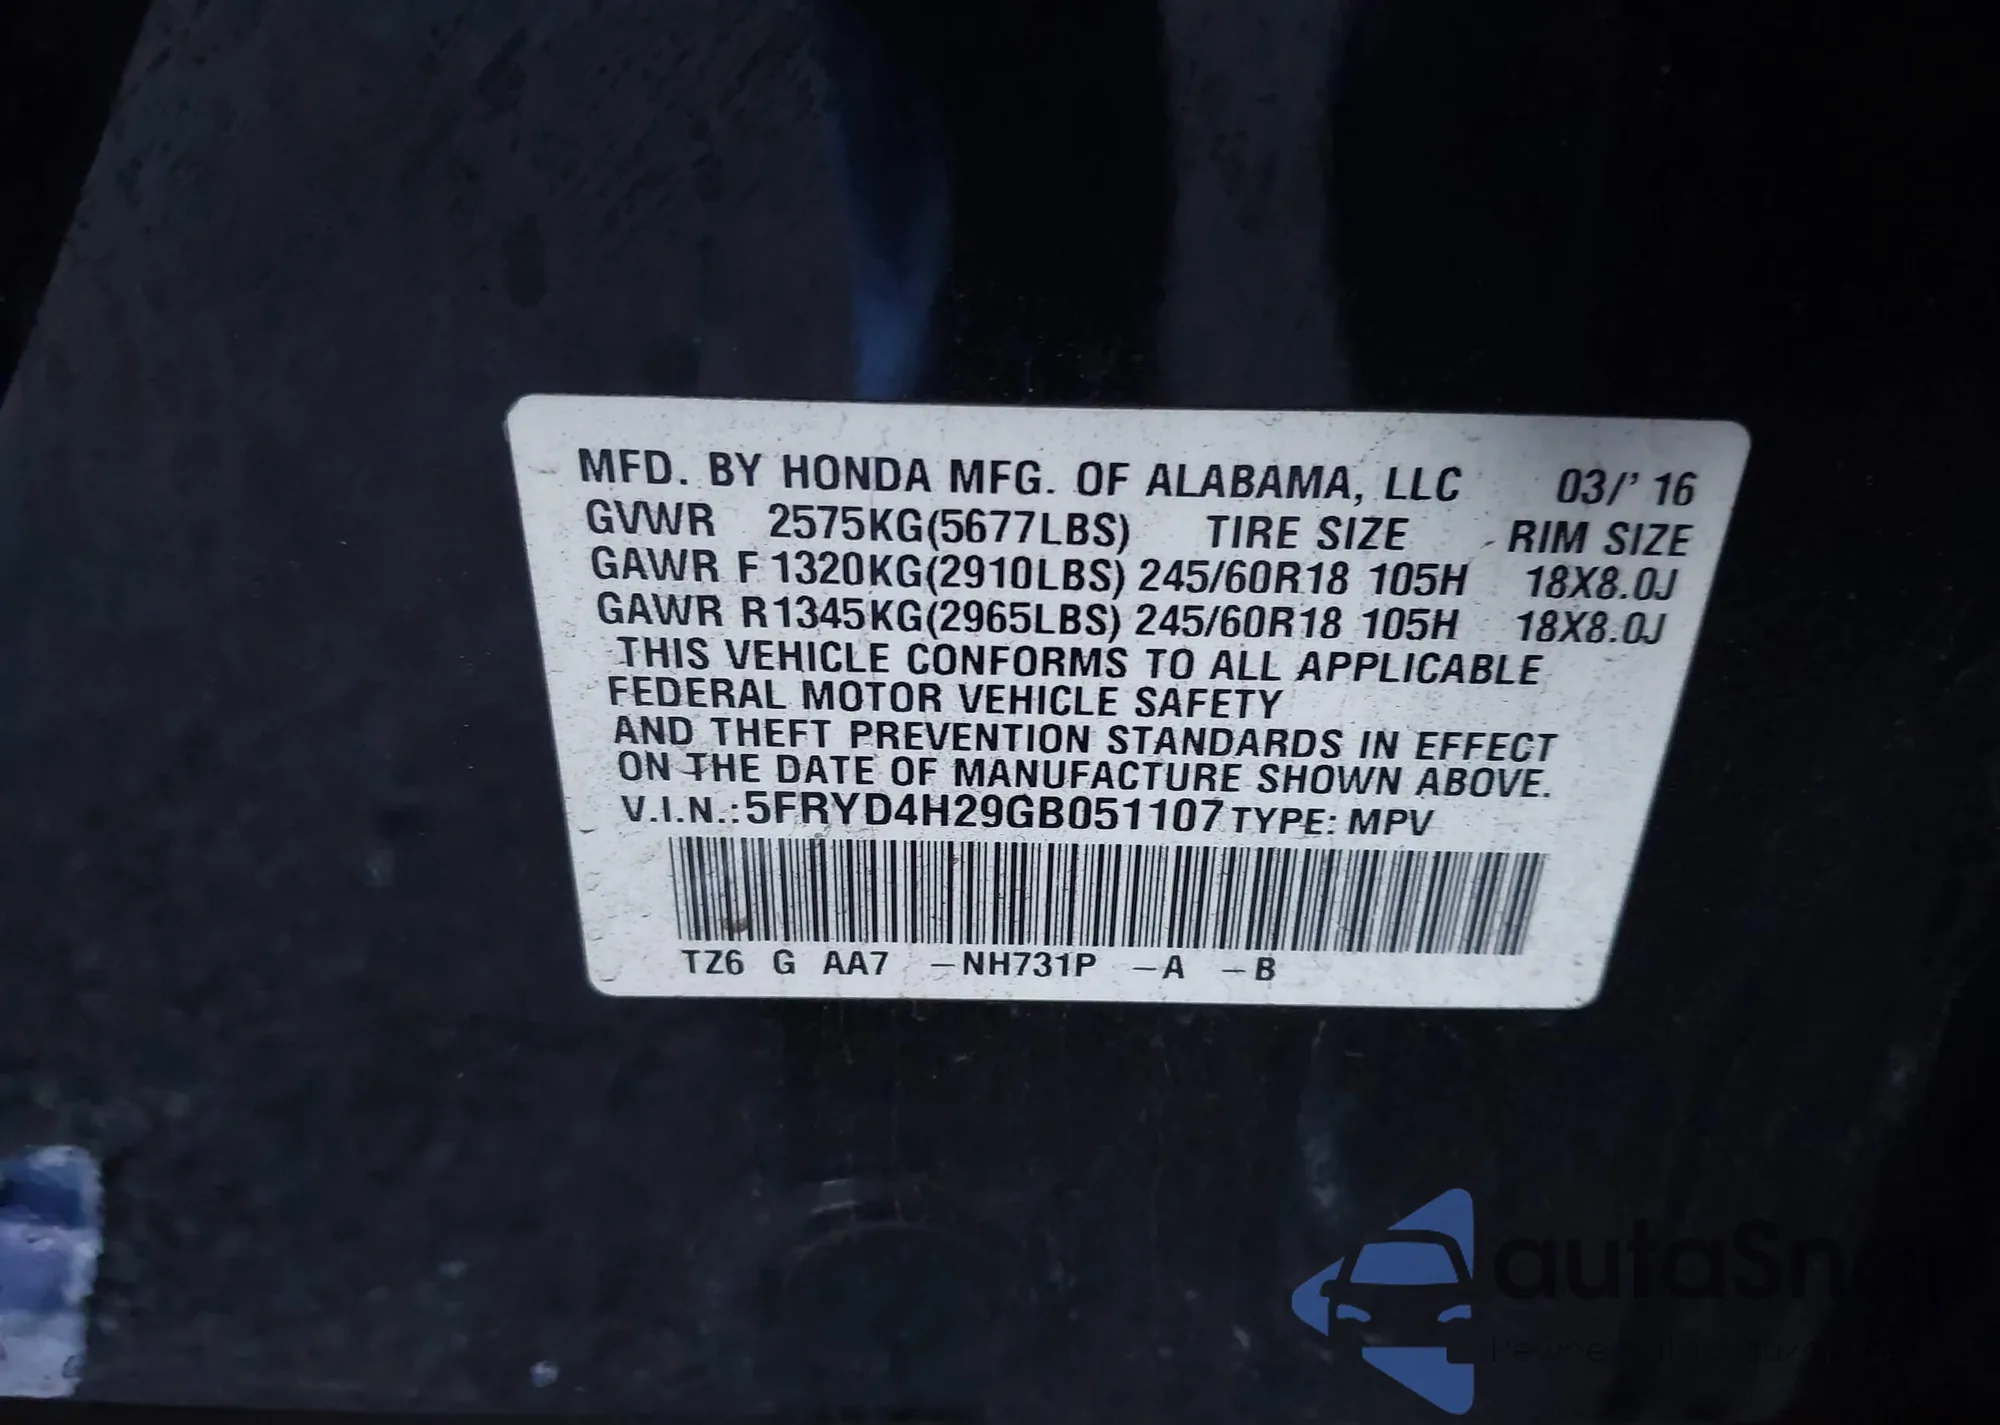 MFD. BY HONDA MFG. OF ALABAMA, LLC 03/' 16
GVWR 2575KG(5677LBS) TIRE SIZE RIM SIZE
GAWR F 1320KG(2910LBS) 245/60R18 105H 18X8.0J
GAWR R 1345KG(2965LBS) 245/60R18 105H 18X8.0J
THIS VEHICLE CONFORMS TO ALL APPLICABLE
FEDERAL MOTOR VEHICLE SAFETY
AND THEFT PREVENTION STANDARDS IN EFFECT
ON THE DATE OF MANUFACTURE SHOWN ABOVE.
V.I.N.: 5FRYD4H29GB051107 TYPE: MPV
TZ6 G AA7 -NH731P -A -B